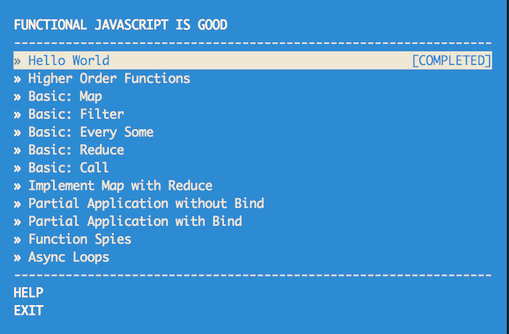 FUNCTIONAL JAVASCRIPT IS GOOD
-----------------------------------------------------------------
» Hello World [COMPLETED]
» Higher Order Functions
» Basic: Map
» Basic: Filter
» Basic: Every Some
» Basic: Reduce
» Basic: Call
» Implement Map with Reduce
» Partial Application without Bind
» Partial Application with Bind
» Function Spies
» Async Loops
-----------------------------------------------------------------
HELP
EXIT